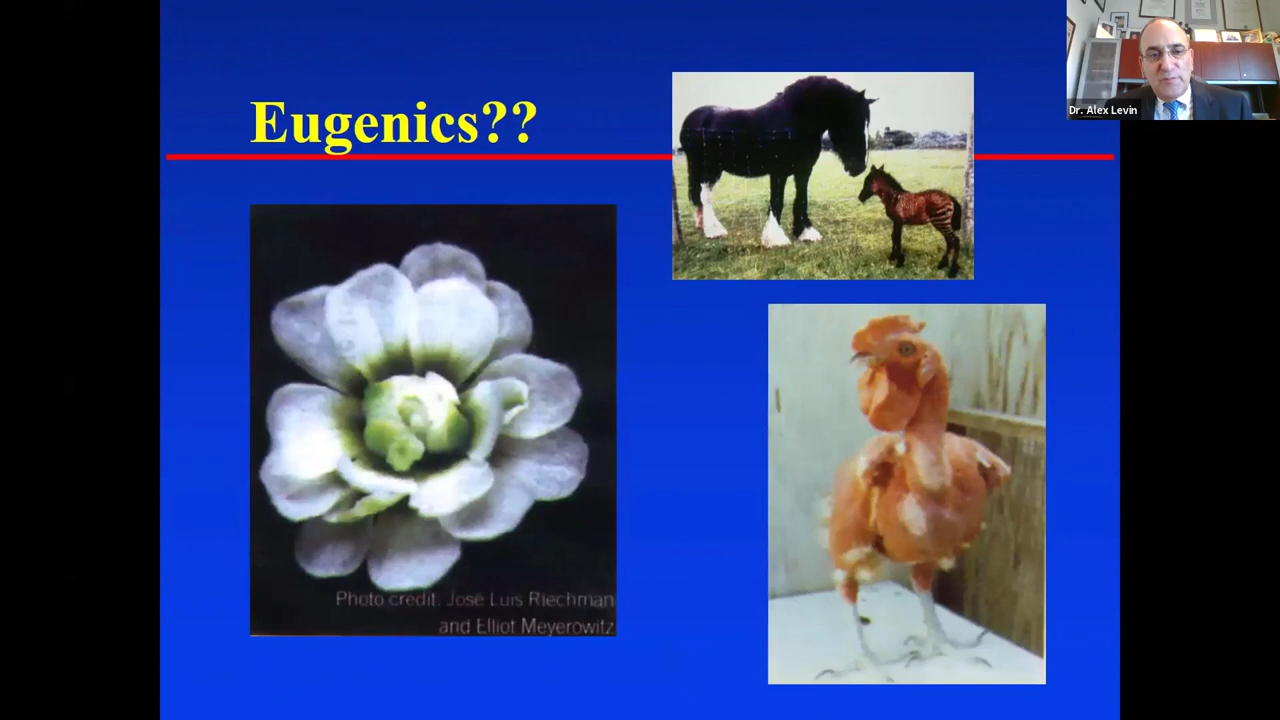 Eugenics??
Dr. Alex Levin
Photo credit: José Luis Riechman
and Elliot Meyerowitz